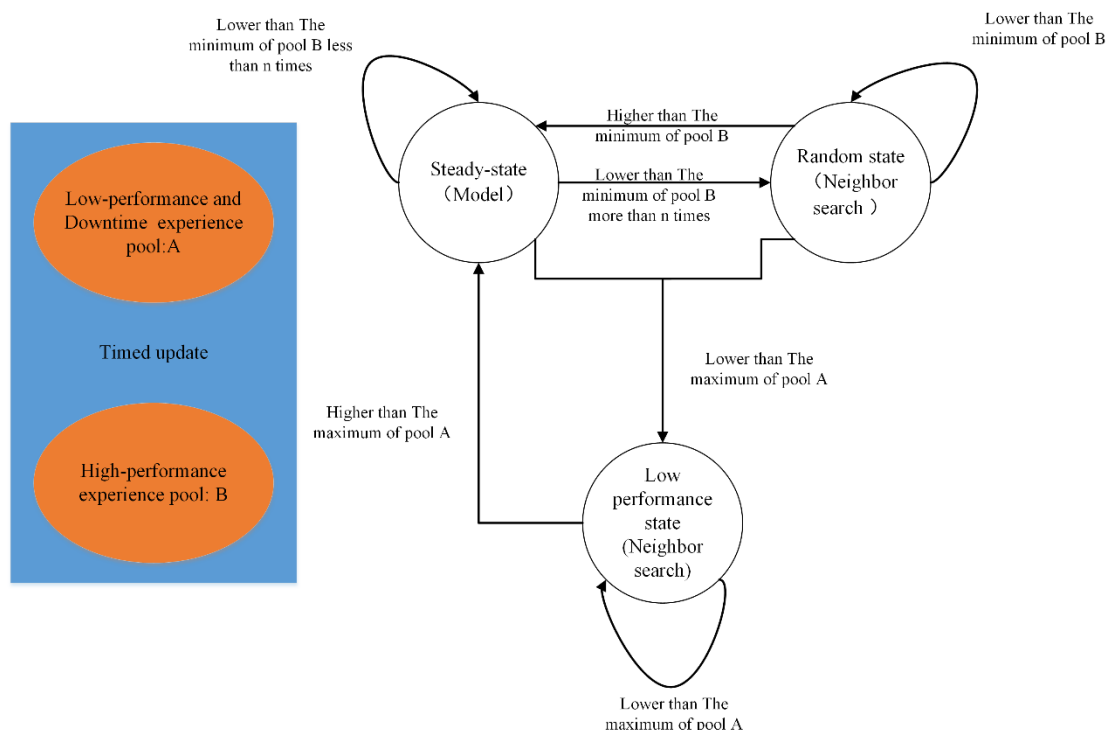 Lower than The
minimum of pool B less
than n times
Lower than The
minimum of pool B
Higher than The
minimum of pool B
Steady-state
（Model）
Lower than The
minimum of pool B
more than n times
Random state
（Neighbor
search ）
Low-performance and
Downtime experience
pool:A
Timed update
High-performance
experience pool: B
Lower than The
maximum of pool A
Higher than The
maximum of pool A
Low
performance
state
(Neighbor
search)
Lower than The
maximum of pool A